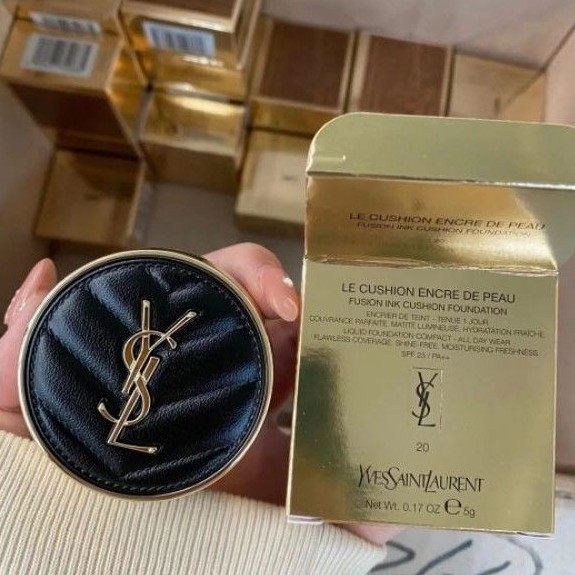 LE CUSHION ENCRE DE PEAU
FUSION INK CUSHION FOUNDATION
20
LE CUSHION ENCRE DE PEAU
FUSION INK CUSHION FOUNDATION
ENCRIER DE TEINT - TENUE 1 JOUR
COUVRANCE PARFAITE, MATITÉ LUMINEUSE, HYDRATATION FRAÎCHE.
LIQUID FOUNDATION COMPACT - ALL DAY WEAR
FLAWLESS COVERAGE, SHINE-FREE, MOISTURISING FRESHNESS.
SPF 23 / PA++
YSL
20
YVESSAINTLAURENT
Net Wt. 0.17 OZ e 5g
YSL